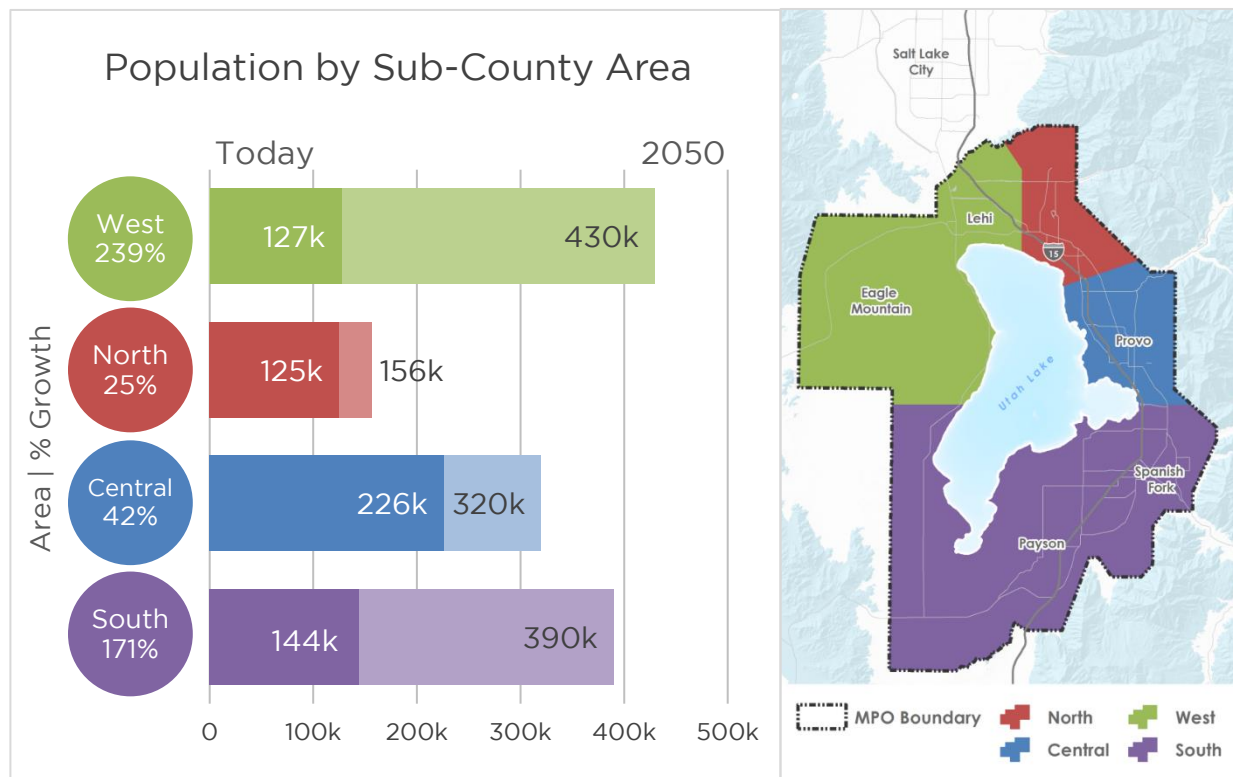 Population by Sub-County Area
Today
2050
Area | % Growth
West
239%
127k
430k
North
25%
125k
156k
Central
42%
226k
320k
South
171%
144k
390k
0
100k
200k
300k
400k
500k
Salt Lake
City
Lehi
15
Eagle
Mountain
Provo
Utah Lake
Spanish
Fork
Payson
MPO Boundary
North
West
Central
South